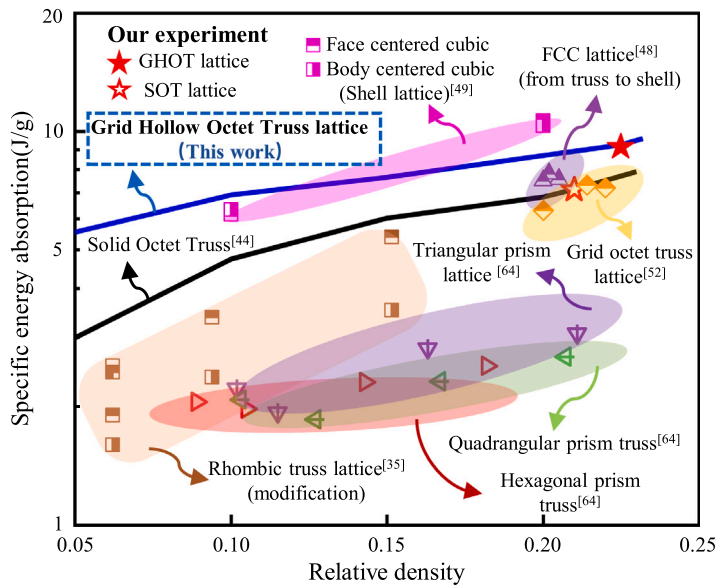 20
10
5
1
Specific energy absorption(J/g)
Our experiment
GHOT lattice
SOT lattice
Face centered cubic
Body centered cubic
(Shell lattice)[49]
FCC lattice[48]
(from truss to shell)
Grid Hollow Octet Truss lattice
(This work)
Solid Octet Truss[44]
Triangular prism
lattice [64]
Grid octet truss
lattice[52]
Quadrangular prism truss[64]
Rhombic truss lattice[35]
(modification)
Hexagonal prism
truss[64]
0.05
0.10
0.15
0.20
0.25
Relative density